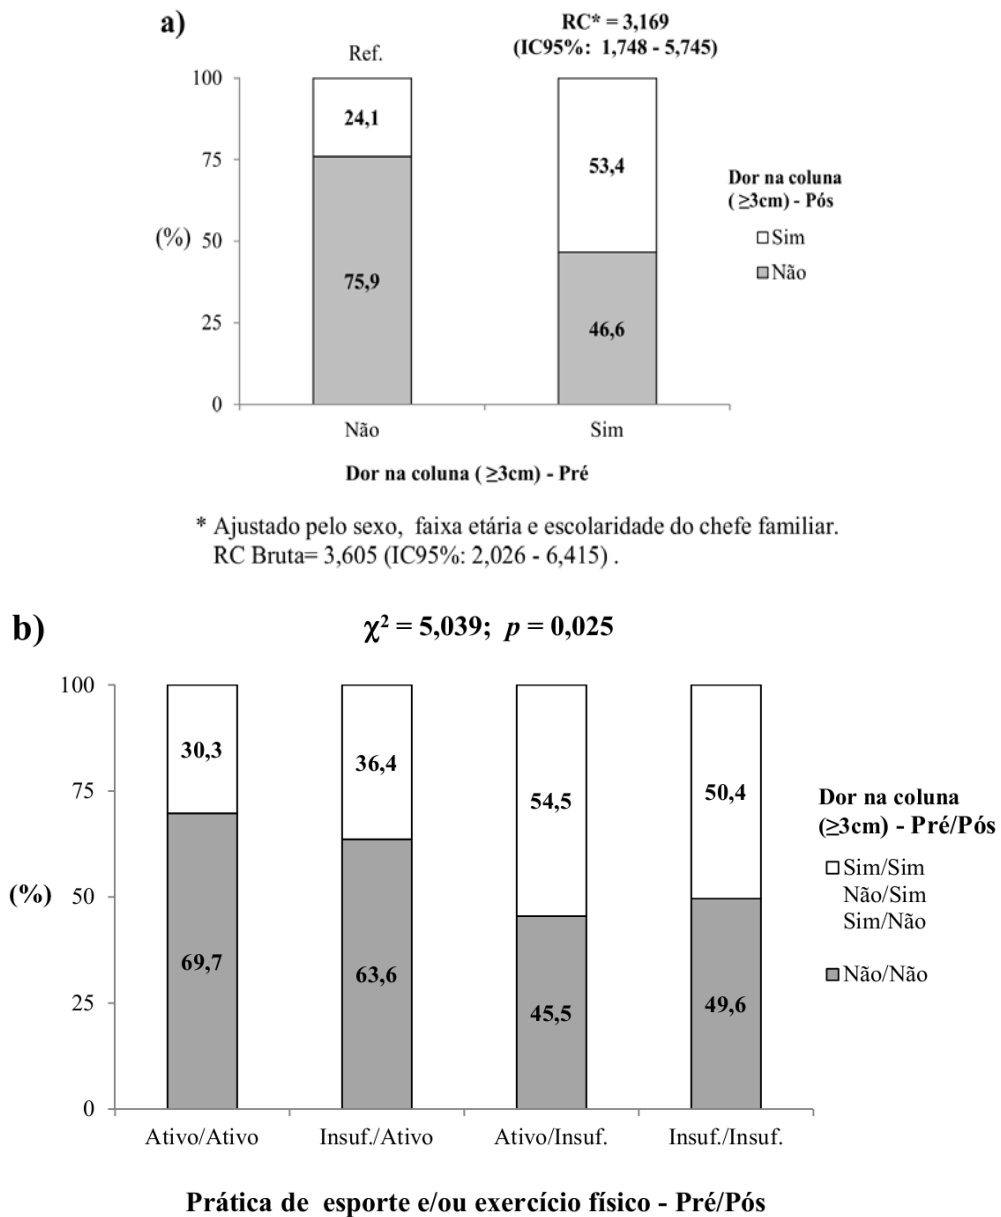 a)
RC* = 3,169
(IC95%: 1,748 - 5,745)
Ref.
100
75
50
25
0
(%)
24,1
75,9
53,4
46,6
Não
Sim
Dor na coluna ( ≥3cm) - Pré
Dor na coluna
( ≥3cm) - Pós
Sim
Não
* Ajustado pelo sexo, faixa etária e escolaridade do chefe familiar.
RC Bruta= 3,605 (IC95%: 2,026 - 6,415) .
b)
χ² = 5,039; p = 0,025
100
75
50
25
0
(%)
30,3
69,7
36,4
63,6
54,5
45,5
50,4
49,6
Ativo/Ativo
Insuf./Ativo
Ativo/Insuf.
Insuf./Insuf.
Dor na coluna
(≥3cm) - Pré/Pós
Sim/Sim
Não/Sim
Sim/Não
Não/Não
Prática de esporte e/ou exercício físico - Pré/Pós